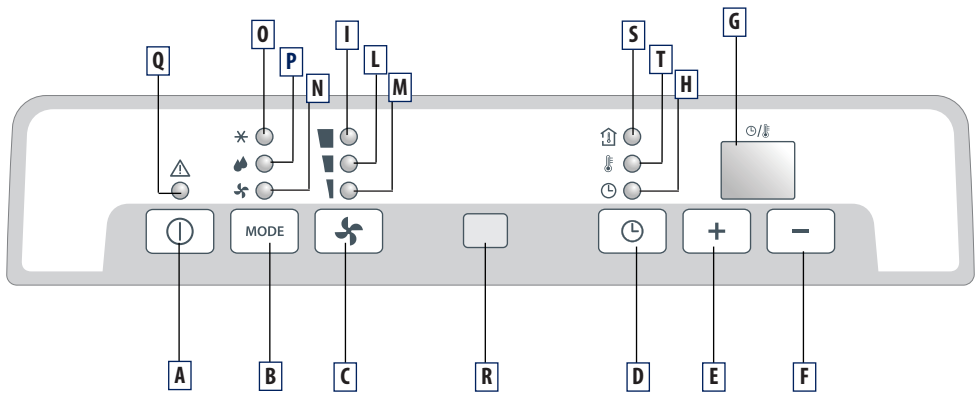 G
O I S
Q P L T
N M H
MODE
A B C R D E F